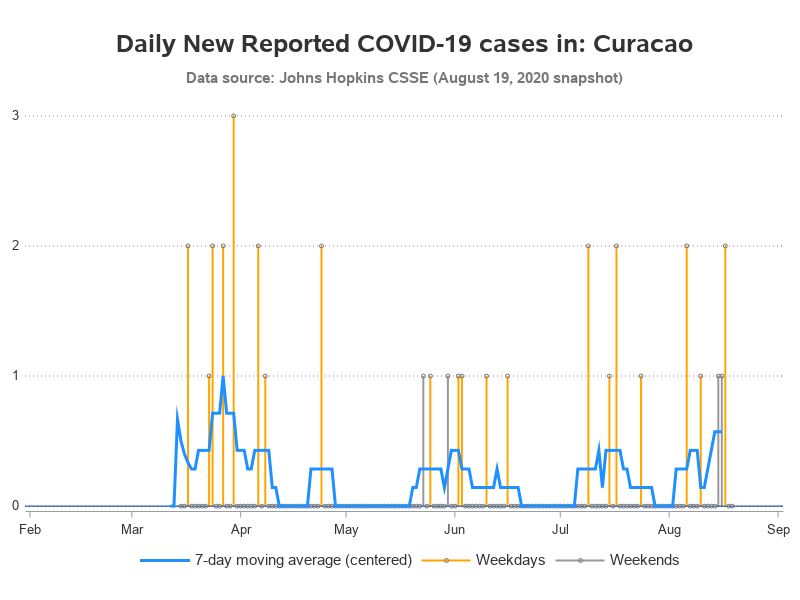 Daily New Reported COVID-19 cases in: Curacao
Data source: Johns Hopkins CSSE (August 19, 2020 snapshot)
3
2
1
0
Feb Mar Apr May Jun Jul Aug Sep
7-day moving average (centered) Weekdays Weekends